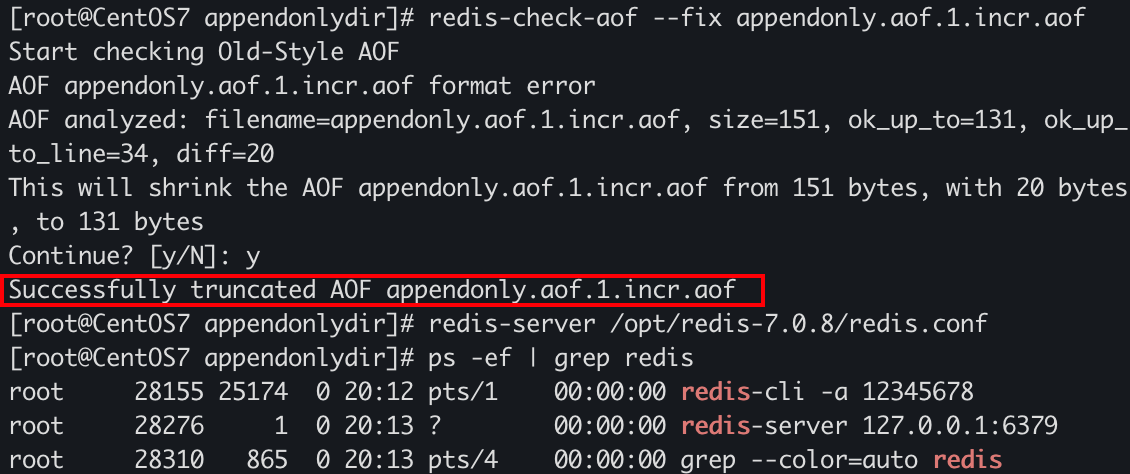 [root@CentOS7 appendonlydir]# redis-check-aof --fix appendonly.aof.1.incr.aof
Start checking Old-Style AOF
AOF appendonly.aof.1.incr.aof format error
AOF analyzed: filename=appendonly.aof.1.incr.aof, size=151, ok_up_to=131, ok_up_
to_line=34, diff=20
This will shrink the AOF appendonly.aof.1.incr.aof from 151 bytes, with 20 bytes
, to 131 bytes
Continue? [y/N]: y
Successfully truncated AOF appendonly.aof.1.incr.aof
[root@CentOS7 appendonlydir]# redis-server /opt/redis-7.0.8/redis.conf
[root@CentOS7 appendonlydir]# ps -ef | grep redis
root     28155 25174  0 20:12 pts/1    00:00:00 redis-cli -a 12345678
root     28276     1  0 20:13 ?        00:00:00 redis-server 127.0.0.1:6379
root     28310   865  0 20:13 pts/4    00:00:00 grep --color=auto redis